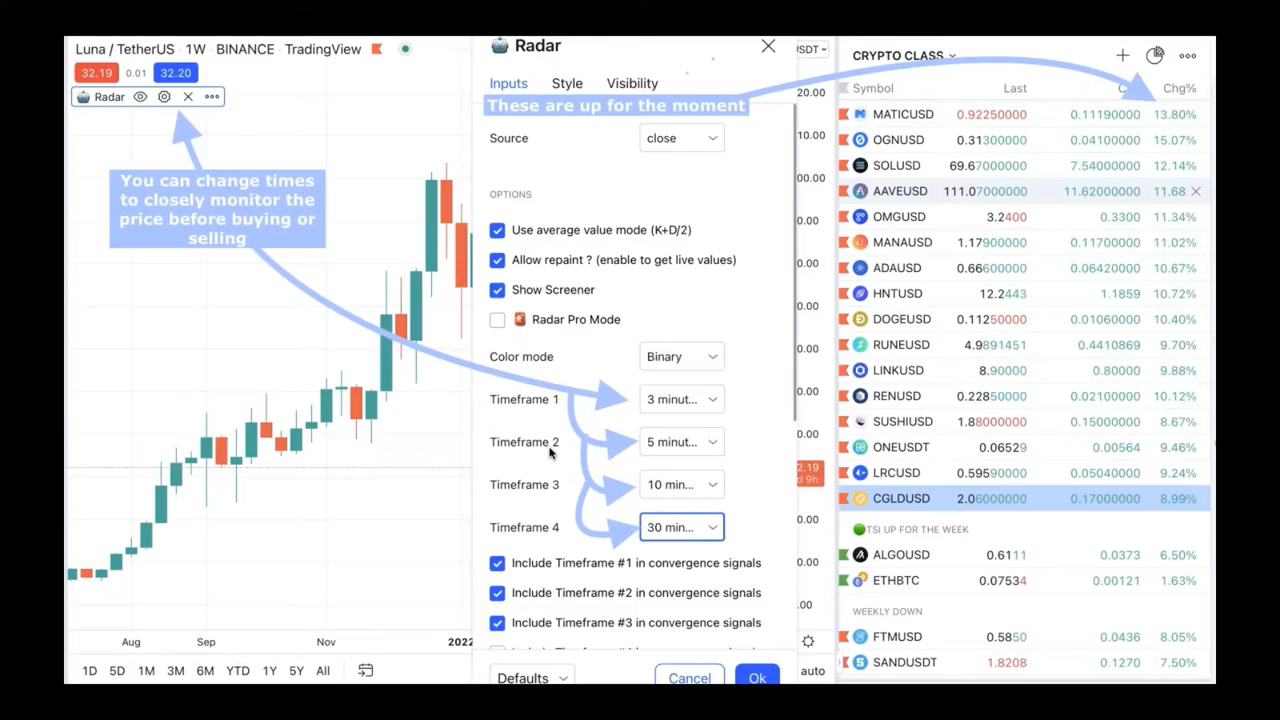 Luna / TetherUS · 1W · BINANCE · TradingView
32.19 0.01 32.20
Radar
You can change times
to closely monitor the
price before buying or
selling
Aug Sep Nov 2022
1D 5D 1M 3M 6M YTD 1Y 5Y All
Radar
Inputs Style Visibility
These are up for the moment
Source close
OPTIONS
Use average value mode (K+D/2)
Allow repaint ? (enable to get live values)
Show Screener
Radar Pro Mode
Color mode Binary
Timeframe 1 3 minut...
Timeframe 2 5 minut...
Timeframe 3 10 min...
Timeframe 4 30 min...
Include Timeframe #1 in convergence signals
Include Timeframe #2 in convergence signals
Include Timeframe #3 in convergence signals
Defaults Cancel Ok
auto
CRYPTO CLASS
Symbol Last Chg%
MATICUSD 0.92250000 0.11190000 13.80%
OGNUSD 0.31300000 0.04100000 15.07%
SOLUSD 69.67000000 7.54000000 12.14%
AAVEUSD 111.07000000 11.62000000 11.68
OMGUSD 3.2400 0.3300 11.34%
MANAUSD 1.17900000 0.11700000 11.02%
ADAUSD 0.66600000 0.06420000 10.67%
HNTUSD 12.2443 1.1859 10.72%
DOGEUSD 0.11250000 0.01060000 10.40%
RUNEUSD 4.9891451 0.4410869 9.70%
LINKUSD 8.90000 0.80000 9.88%
RENUSD 0.22850000 0.02100000 10.12%
SUSHIUSD 1.88000000 0.15000000 8.67%
ONEUSDT 0.06529 0.00564 9.46%
LRCUSD 0.59590000 0.05040000 9.24%
CGLDUSD 2.06000000 0.17000000 8.99%
TSI UP FOR THE WEEK
ALGOUSD 0.6111 0.0373 6.50%
ETHBTC 0.07534 0.00121 1.63%
WEEKLY DOWN
FTMUSD 0.5850 0.0436 8.05%
SANDUSDT 1.8208 0.1270 7.50%